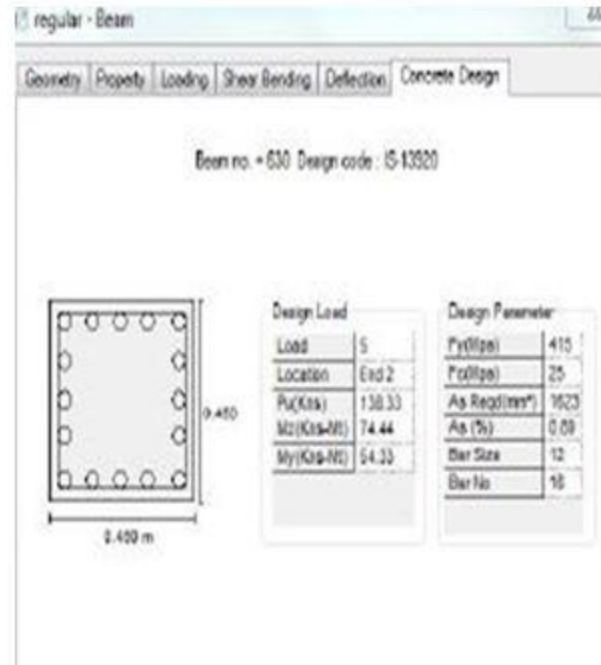 regular - Beam
Geometry Property Loading Shear Bending Deflection Concrete Design
Beam no. = 630 Design code : IS-13920
Design Load
Load 5
Location End 2
Pu(Kns) 138.33
Mz(Kns-Mt) 74.44
My(Kns-Mt)
Design Parameter
Fy(Mpa) 415
Fc(Mpa) 25
As Reqd(mm²) 1623
As (%) 0.89
Bar Size 12
Bar No 16
0.450
0.450 m